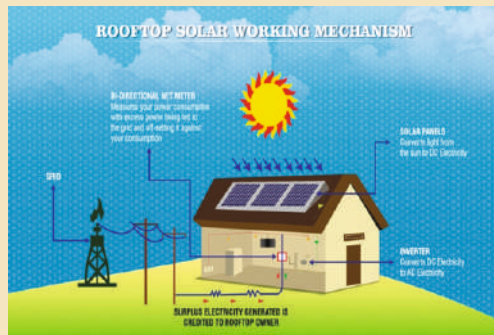 ROOFTOP SOLAR WORKING MECHANISM
BI-DIRECTIONAL NET METER
Measures your power consumption
with excess power being fed to
the grid and off-setting it against
your consumption
SOLAR PANELS
Converts light from
the sun to DC Electricity
SPED
INVERTER
Converts DC Electricity
to AC Electricity
SURPLUS ELECTRICITY GENERATED IS
CREDITED TO ROOFTOP OWNER